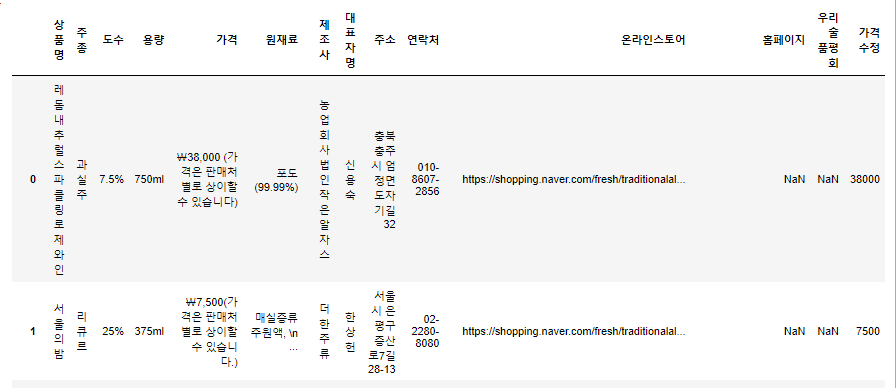 상품명 주종 도수 용량 가격 원재료 제조사 대표자명 주소 연락처 온라인스토어 홈페이지 우리술품평회 가격수정
0 레돔내추럴스파클링로제와인 과실주 7.5% 750ml ₩38,000 (가격은 판매처별로 상이할 수 있습니다) 포도 (99.99%) 농업회사법인작은알자스 신용숙 충북 충주시 엄정면 도자기길 32 010-8607-2856 https://shopping.naver.com/fresh/traditionalal... NaN NaN 38000
1 서울의밤 리큐르 25% 375ml ₩7,500(가격은 판매처별로 상이할 수 있습니다.) 매실증류주원액, \n ... 더한주류 한상헌 서울시 은평구 증산로7길 28-13 02-2280-8080 https://shopping.naver.com/fresh/traditionalal... NaN NaN 7500